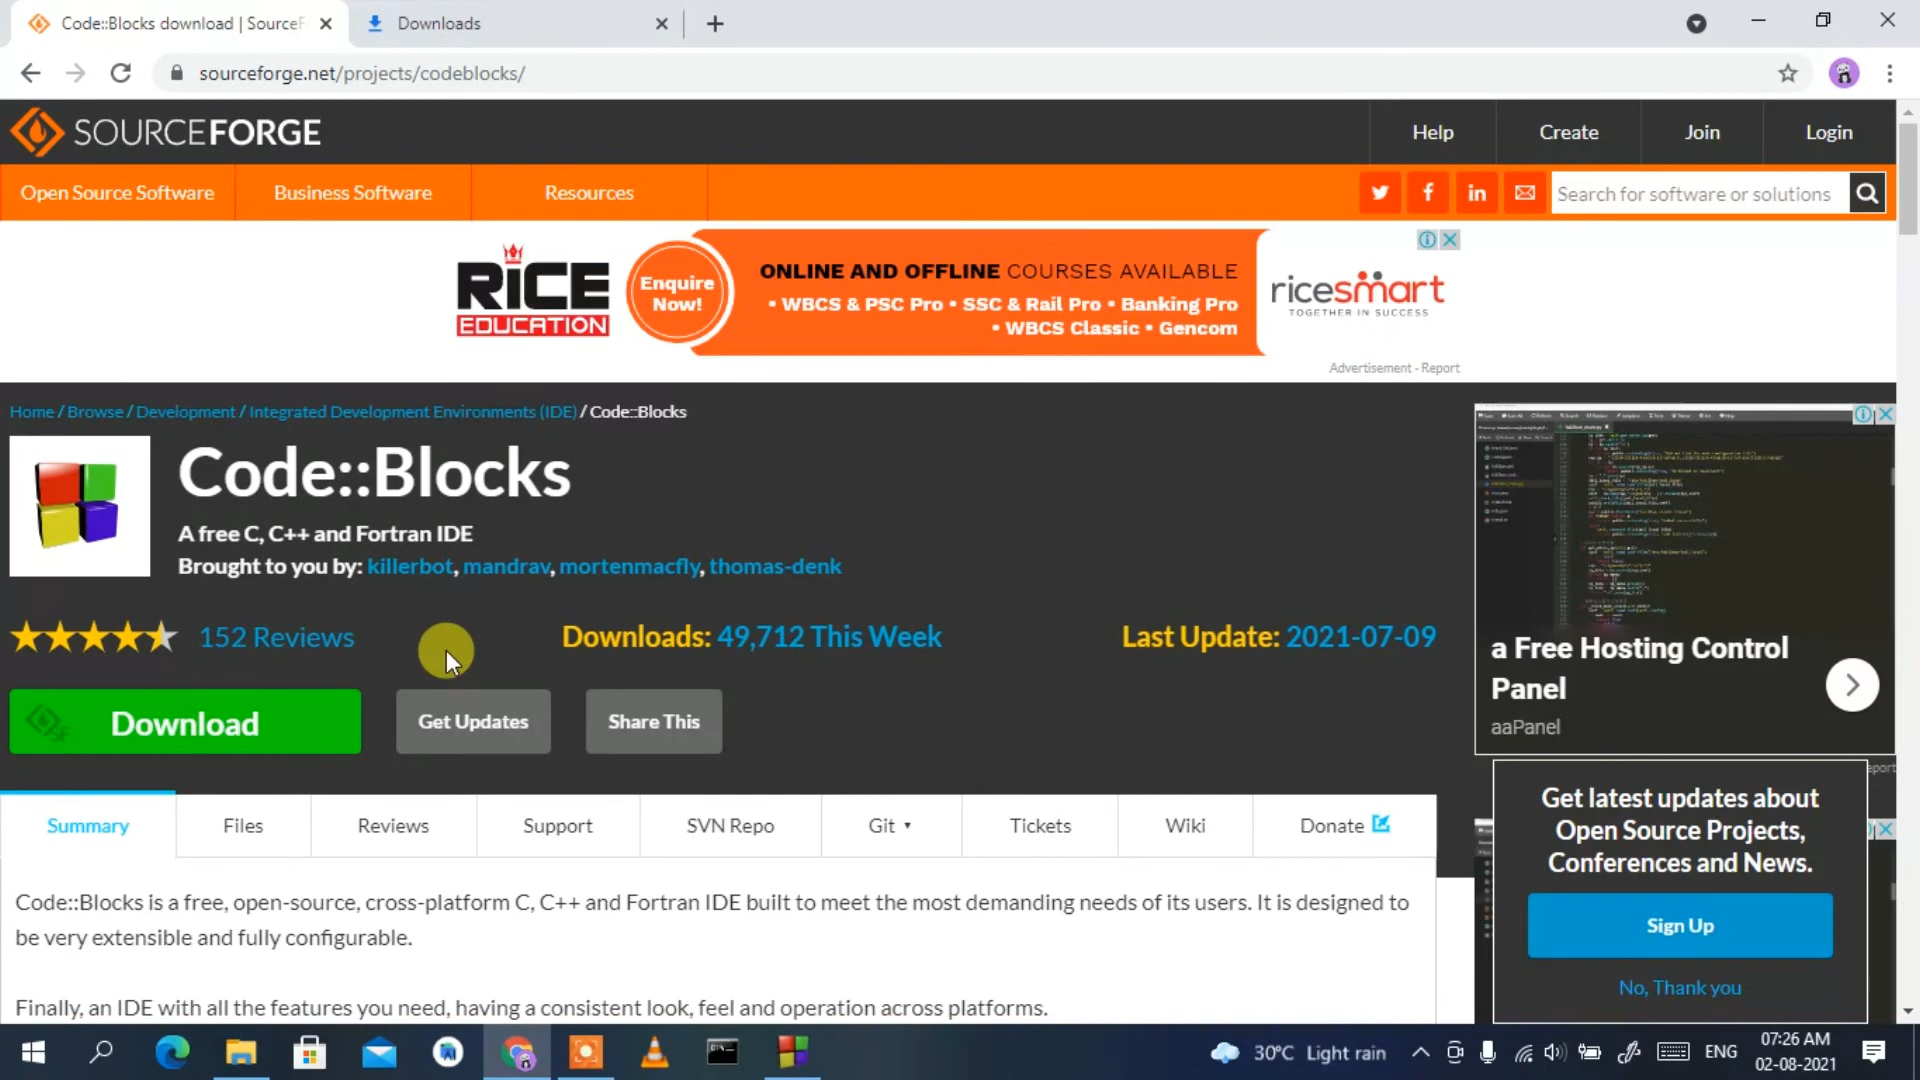 Code::Blocks download | SourceF
Downloads
sourceforge.net/projects/codeblocks/
SOURCEFORGE
Help
Create
Join
Login
Open Source Software
Business Software
Resources
Search for software or solutions
RICE
EDUCATION
Enquire
Now!
ONLINE AND OFFLINE COURSES AVAILABLE
• WBCS & PSC Pro • SSC & Rail Pro • Banking Pro
• WBCS Classic • Gencom
ricesmart
TOGETHER IN SUCCESS
Advertisement - Report
Home / Browse / Development / Integrated Development Environments (IDE) / Code::Blocks
Code::Blocks
A free C, C++ and Fortran IDE
Brought to you by: killerbot, mandrav, mortenmacfly, thomas-denk
152 Reviews
Downloads: 49,712 This Week
Last Update: 2021-07-09
Download
Get Updates
Share This
a Free Hosting Control
Panel
aaPanel
Summary
Files
Reviews
Support
SVN Repo
Git
Tickets
Wiki
Donate
Code::Blocks is a free, open-source, cross-platform C, C++ and Fortran IDE built to meet the most demanding needs of its users. It is designed to
be very extensible and fully configurable.
Finally, an IDE with all the features you need, having a consistent look, feel and operation across platforms.
Get latest updates about
Open Source Projects,
Conferences and News.
Sign Up
No, Thank you
30°C Light rain
ENG
07:26 AM
02-08-2021